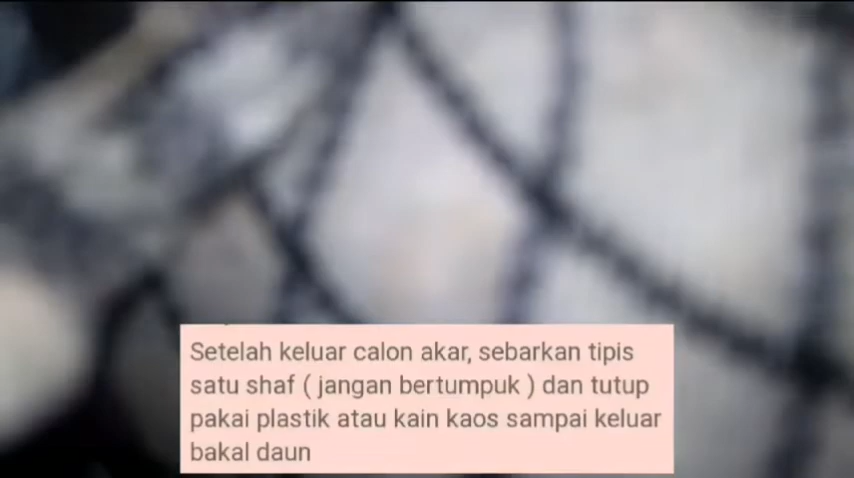 Setelah keluar calon akar, sebarkan tipis
satu shaf ( jangan bertumpuk ) dan tutup
pakai plastik atau kain kaos sampai keluar
bakal daun